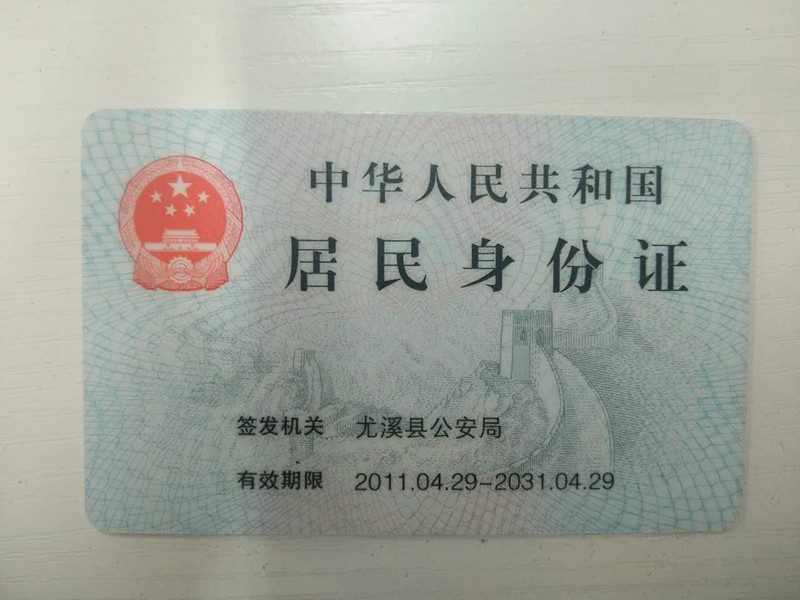 中华人民共和国
居民身份证
签发机关 尤溪县公安局
有效期限 2011.04.29-2031.04.29